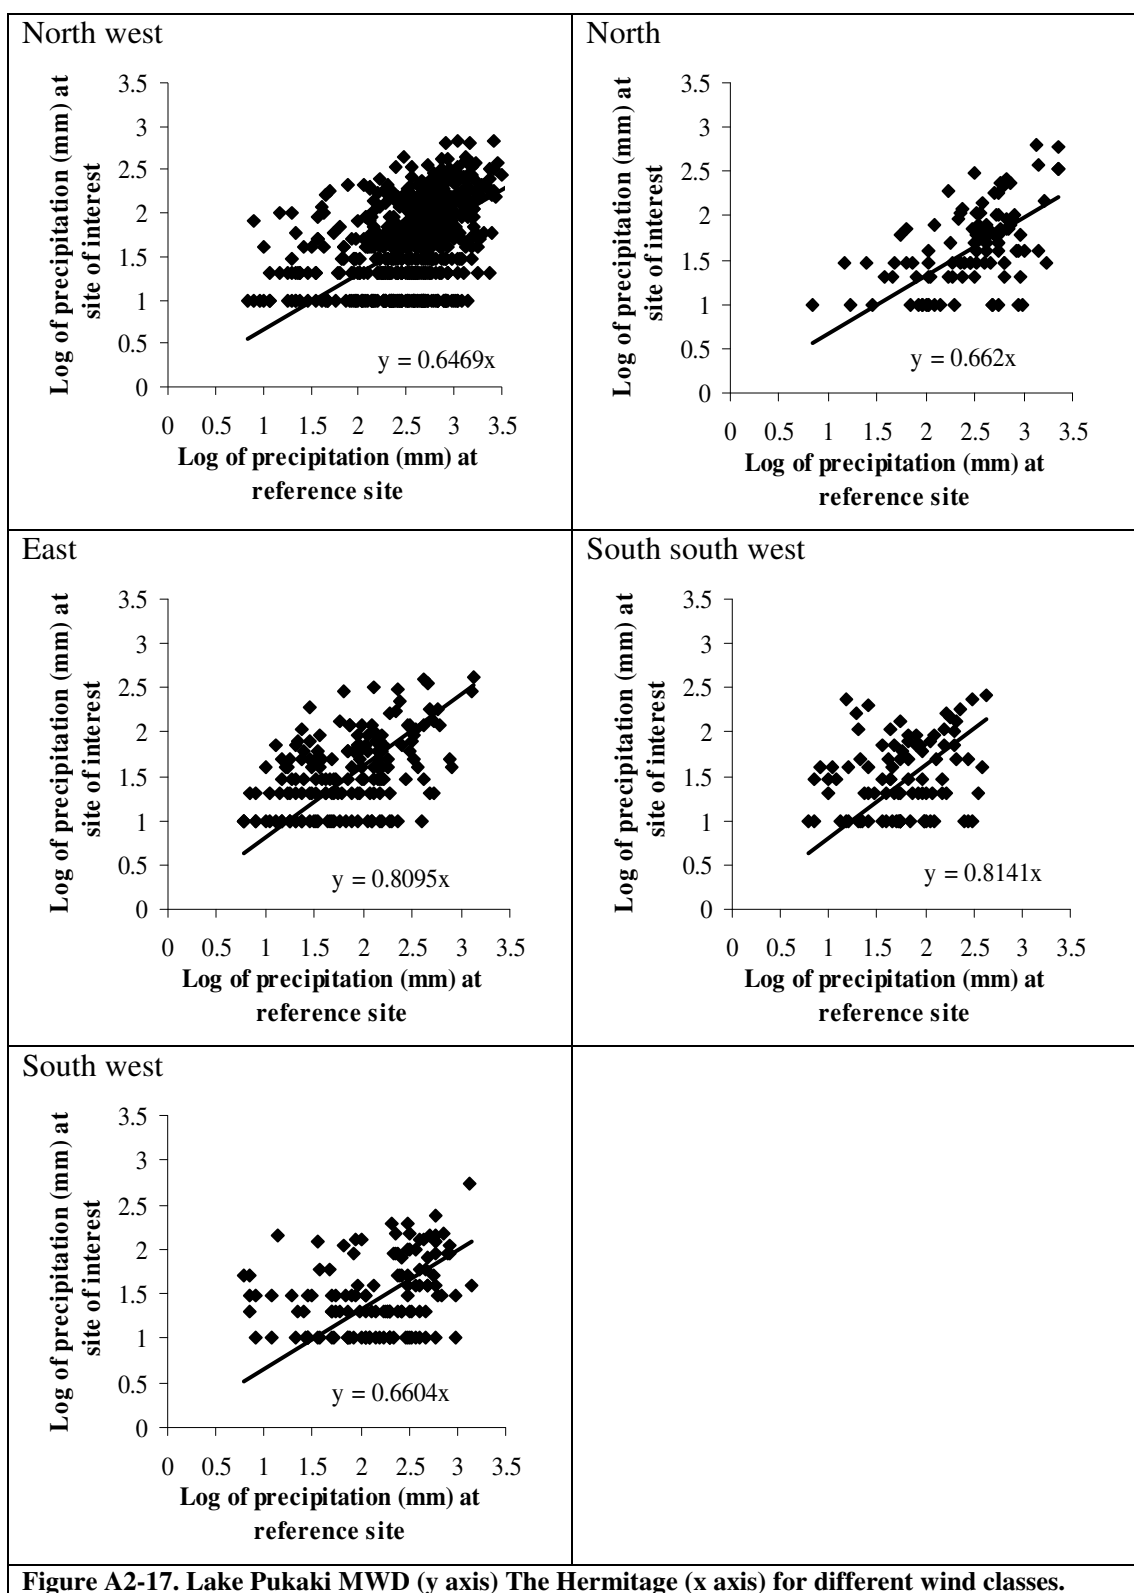 North west
Log of precipitation (mm) at
site of interest
3.5
3
2.5
2
1.5
1
0.5
0
y = 0.6469x
0 0.5 1 1.5 2 2.5 3 3.5
Log of precipitation (mm) at
reference site
North
Log of precipitation (mm) at
site of interest
3.5
3
2.5
2
1.5
1
0.5
0
y = 0.662x
0 0.5 1 1.5 2 2.5 3 3.5
Log of precipitation (mm) at
reference site
East
Log of precipitation (mm) at
site of interest
3.5
3
2.5
2
1.5
1
0.5
0
y = 0.8095x
0 0.5 1 1.5 2 2.5 3 3.5
Log of precipitation (mm) at
reference site
South south west
Log of precipitation (mm) at
site of interest
3.5
3
2.5
2
1.5
1
0.5
0
y = 0.8141x
0 0.5 1 1.5 2 2.5 3 3.5
Log of precipitation (mm) at
reference site
South west
Log of precipitation (mm) at
site of interest
3.5
3
2.5
2
1.5
1
0.5
0
y = 0.6604x
0 0.5 1 1.5 2 2.5 3 3.5
Log of precipitation (mm) at
reference site
Figure A2-17. Lake Pukaki MWD (y axis) The Hermitage (x axis) for different wind classes.